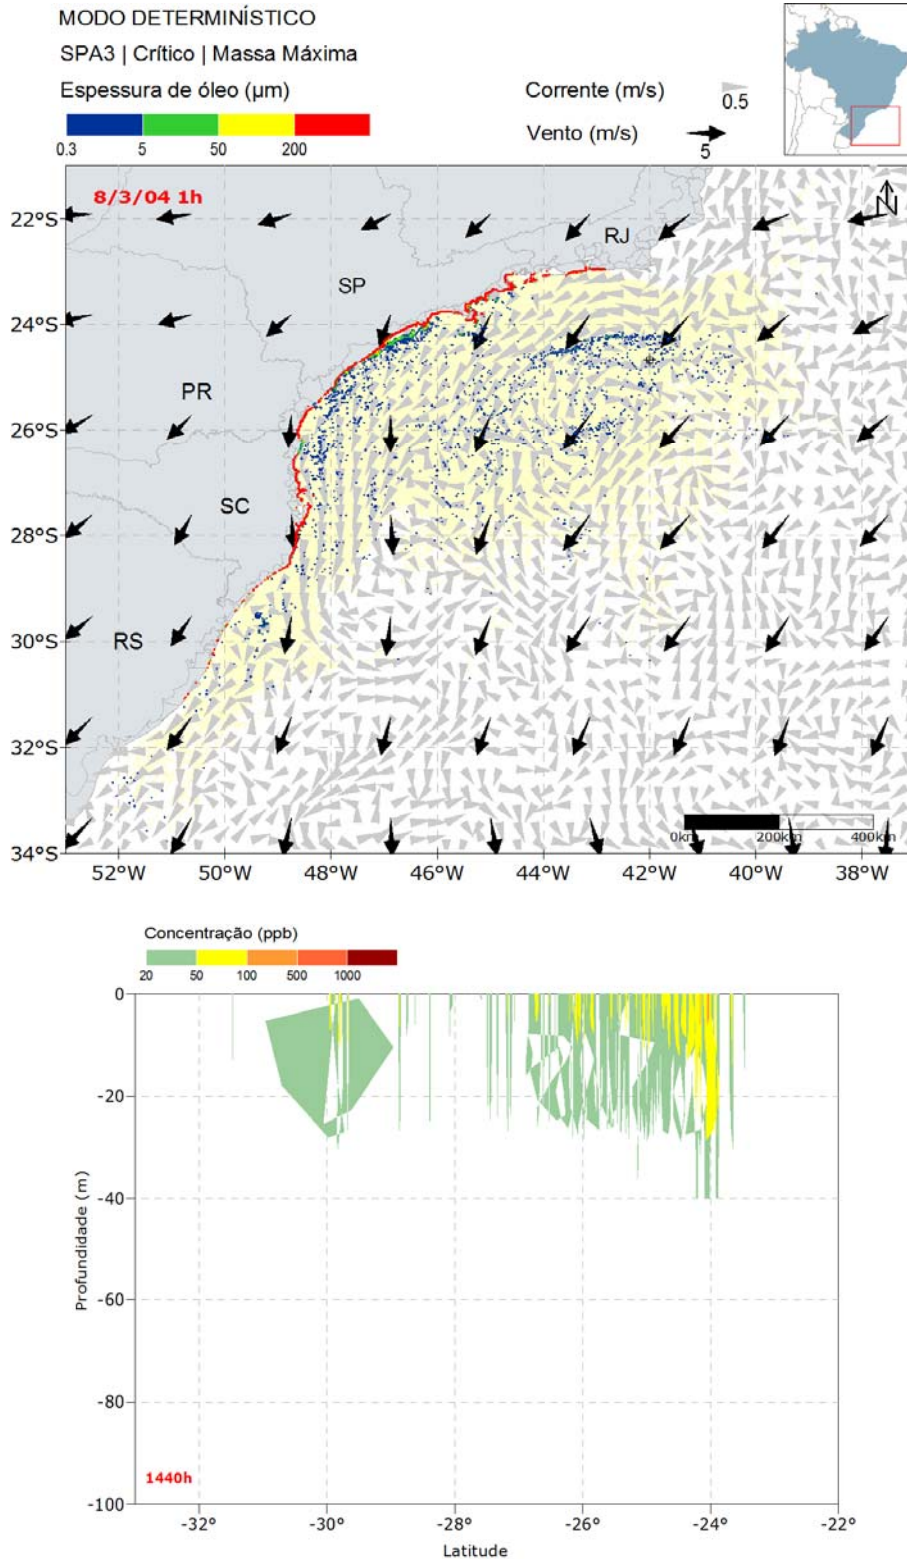 MODO DETERMINÍSTICO
SPA3 | Crítico | Massa Máxima
Espessura de óleo (µm)
0.3 5 50 200
Corrente (m/s) 0.5
Vento (m/s) 5
8/3/04 1h
N
22°S
24°S
26°S
28°S
30°S
32°S
34°S
RJ
SP
PR
SC
RS
0km 200km 400km
52°W 50°W 48°W 46°W 44°W 42°W 40°W 38°W
Concentração (ppb)
20 50 100 500 1000
0
-20
-40
-60
-80
-100
Profundidade (m)
1440h
-32° -30° -28° -26° -24° -22°
Latitude